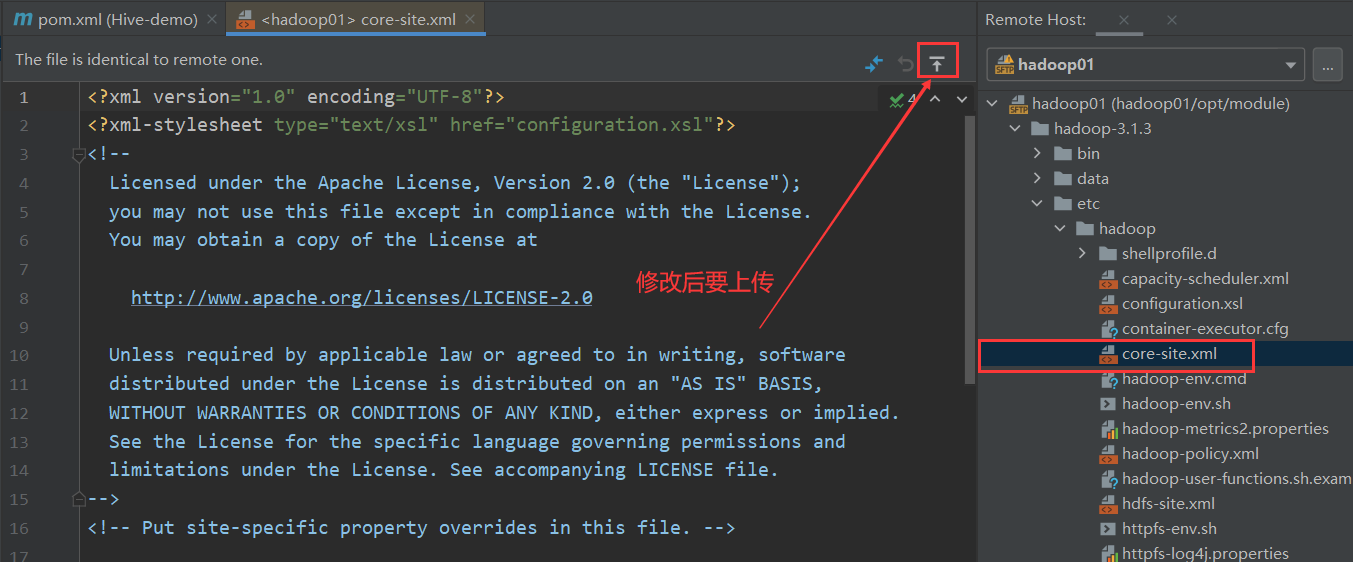 pom.xml (Hive-demo)
<hadoop01> core-site.xml
The file is identical to remote one.
4
1 <?xml version="1.0" encoding="UTF-8"?>
2 <?xml-stylesheet type="text/xsl" href="configuration.xsl"?>
3 <!--
4 Licensed under the Apache License, Version 2.0 (the "License");
5 you may not use this file except in compliance with the License.
6 You may obtain a copy of the License at
7
8 http://www.apache.org/licenses/LICENSE-2.0
9
10 Unless required by applicable law or agreed to in writing, software
11 distributed under the License is distributed on an "AS IS" BASIS,
12 WITHOUT WARRANTIES OR CONDITIONS OF ANY KIND, either express or implied.
13 See the License for the specific language governing permissions and
14 limitations under the License. See accompanying LICENSE file.
15 -->
16 <!-- Put site-specific property overrides in this file. -->
17
修改后要上传
Remote Host:
SFTP hadoop01
...
SFTP hadoop01 (hadoop01/opt/module)
hadoop-3.1.3
bin
data
etc
hadoop
shellprofile.d
capacity-scheduler.xml
configuration.xsl
container-executor.cfg
core-site.xml
hadoop-env.cmd
hadoop-env.sh
hadoop-metrics2.properties
hadoop-policy.xml
hadoop-user-functions.sh.exam
hdfs-site.xml
httpfs-env.sh
httpfs-log4j.properties